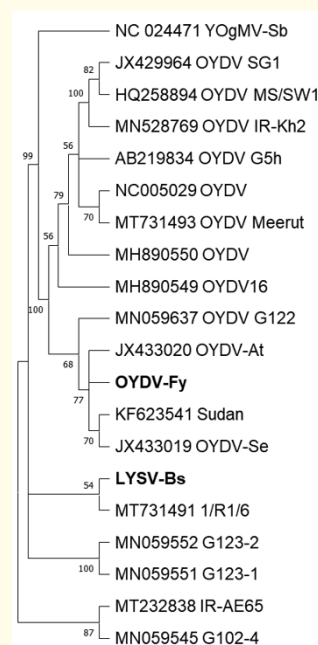 NC 024471 YOgMV-Sb
82
JX429964 OYDV SG1
100
HQ258894 OYDV MS/SW1
MN528769 OYDV IR-Kh2
56
AB219834 OYDV G5h
99
79
NC005029 OYDV
70
MT731493 OYDV Meerut
56
MH890550 OYDV
MH890549 OYDV16
100
MN059637 OYDV G122
68
JX433020 OYDV-At
77
OYDV-Fy
KF623541 Sudan
70
JX433019 OYDV-Se
54
LYSV-Bs
MT731491 1/R1/6
MN059552 G123-2
100
MN059551 G123-1
MT232838 IR-AE65
87
MN059545 G102-4